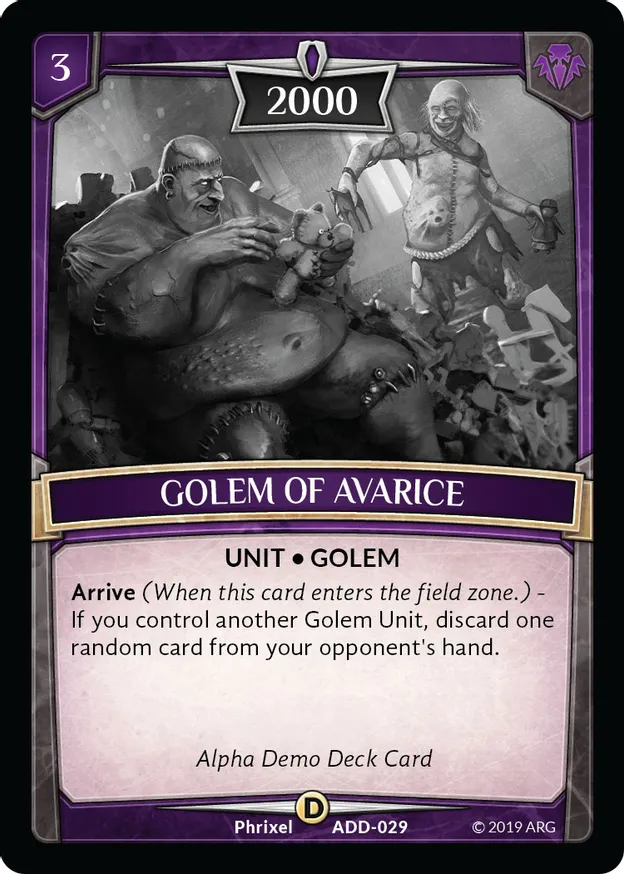 3
2000
GOLEM OF AVARICE
UNIT • GOLEM
Arrive (When this card enters the field zone.) -
If you control another Golem Unit, discard one
random card from your opponent's hand.
Alpha Demo Deck Card
D
Phrixel ADD-029 © 2019 ARG